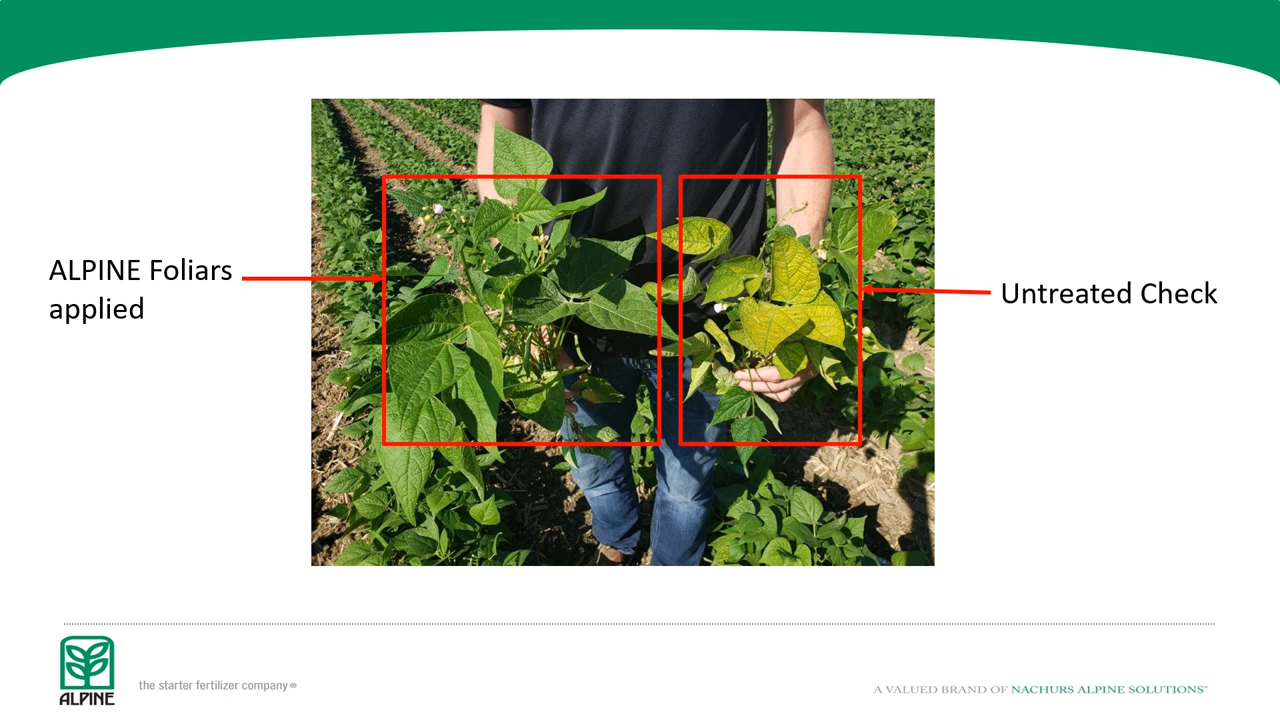 ALPINE Foliars
applied
Untreated Check
ALPINE
the starter fertilizer company®
A VALUED BRAND OF NACHURS ALPINE SOLUTIONS®